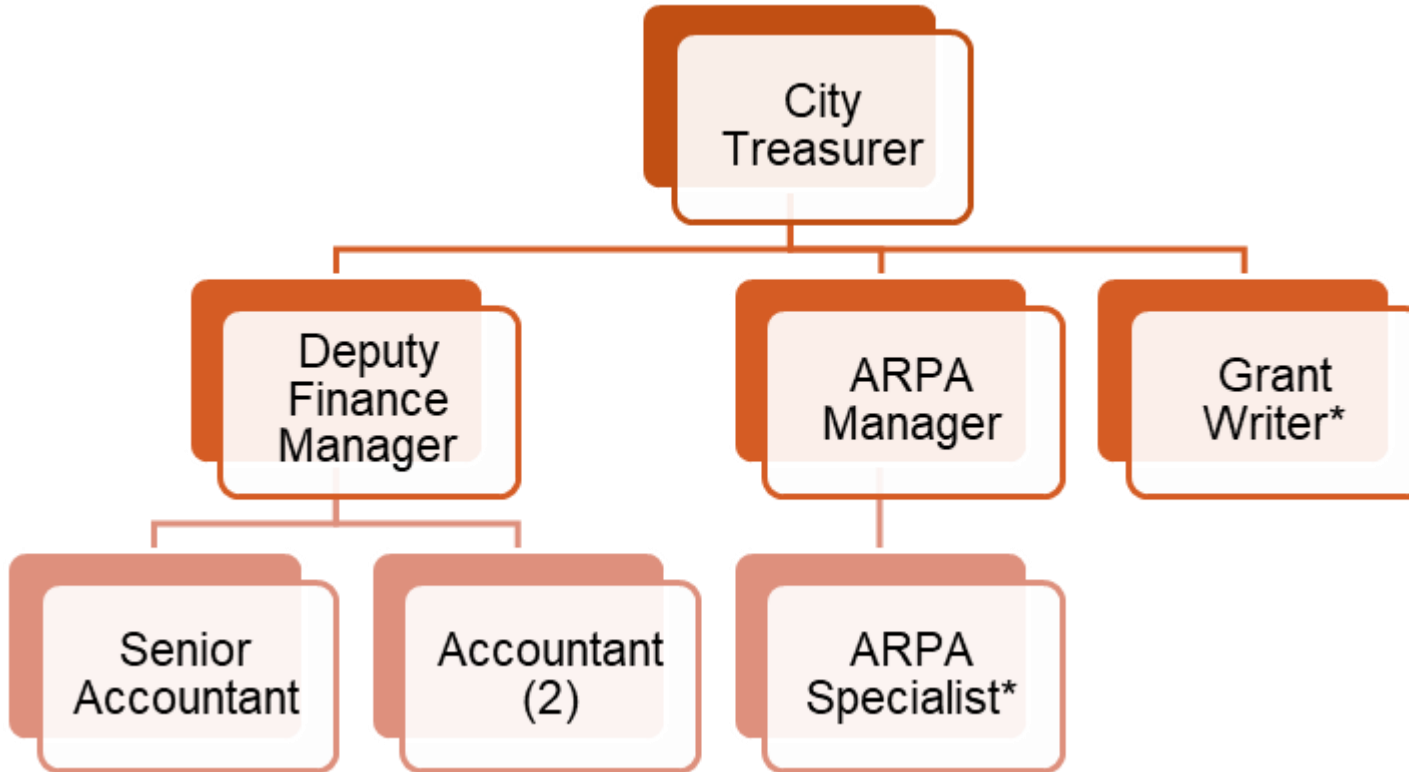 City
Treasurer
Deputy
Finance
Manager
ARPA
Manager
Grant
Writer*
Senior
Accountant
Accountant
(2)
ARPA
Specialist*